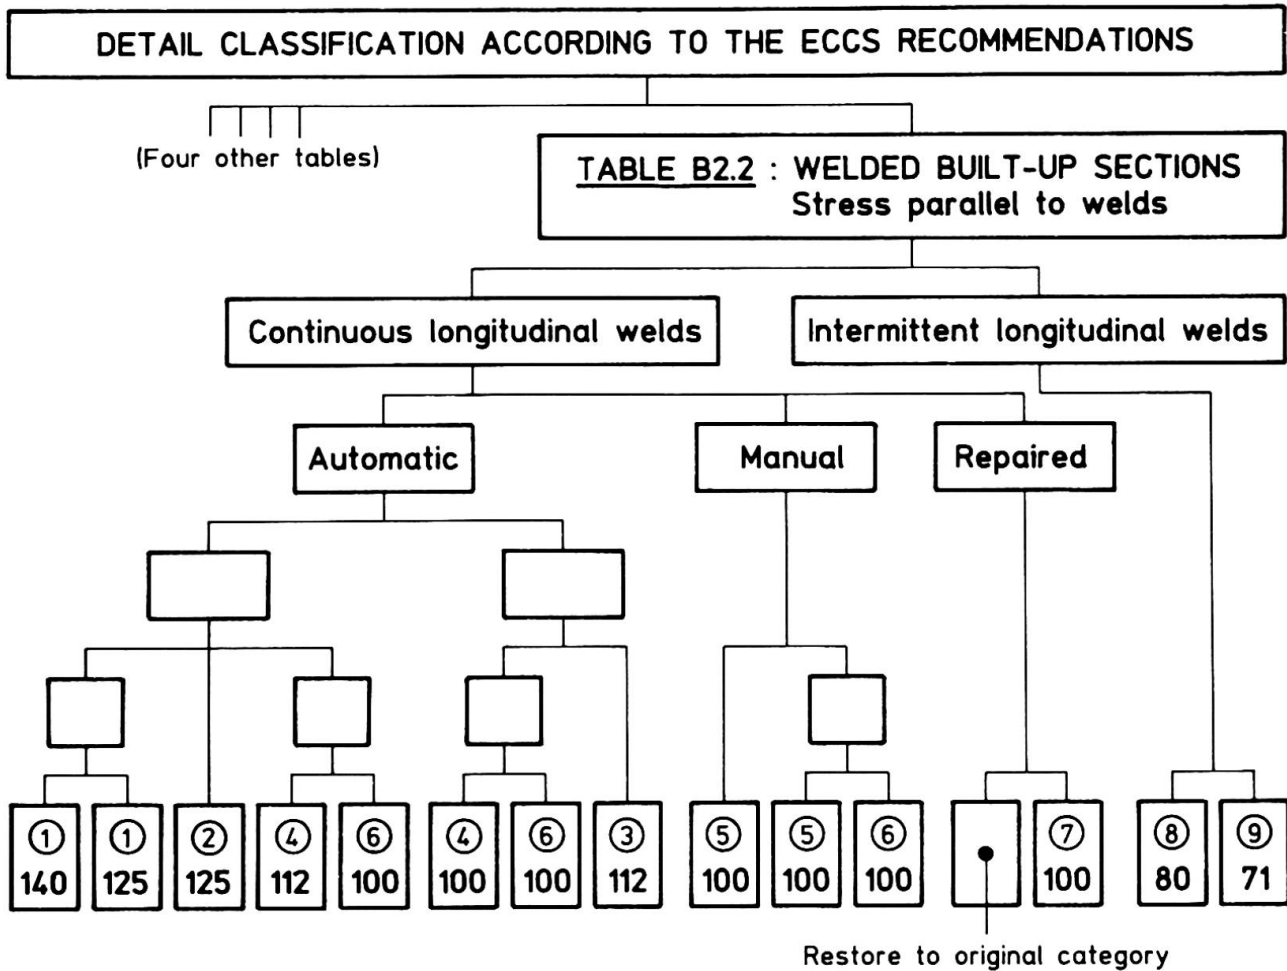 DETAIL CLASSIFICATION ACCORDING TO THE ECCS RECOMMENDATIONS
(Four other tables)
TABLE B2.2 : WELDED BUILT-UP SECTIONS
Stress parallel to welds
Continuous longitudinal welds
Intermittent longitudinal welds
Automatic
Manual
Repaired
1 1 2 4 6 4 6 3 5 5 6 7 8 9
140 125 125 112 100 100 100 112 100 100 100 100 80 71
Restore to original category